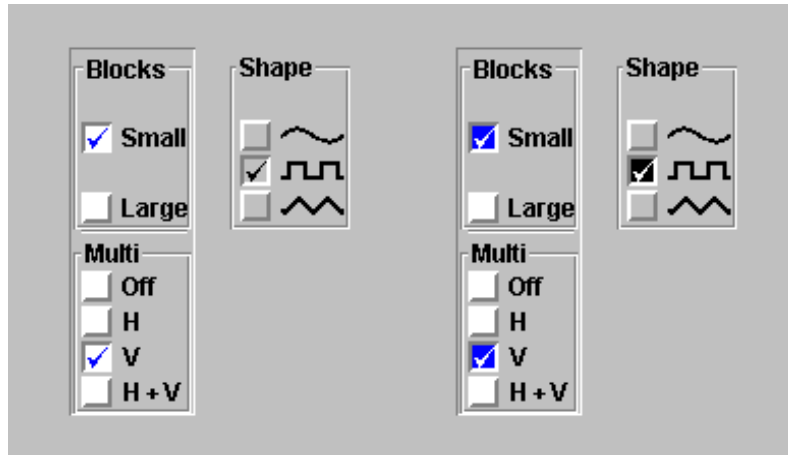 Blocks
Small
Large
Multi
Off
H
V
H + V
Shape
Blocks
Small
Large
Multi
Off
H
V
H + V
Shape